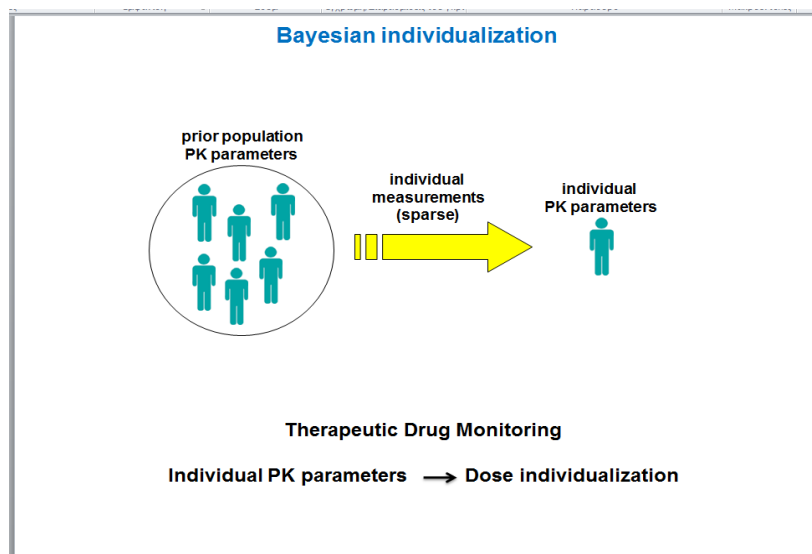 Bayesian individualization
prior population
PK parameters
individual
measurements
(sparse)
individual
PK parameters
Therapeutic Drug Monitoring
Individual PK parameters → Dose individualization